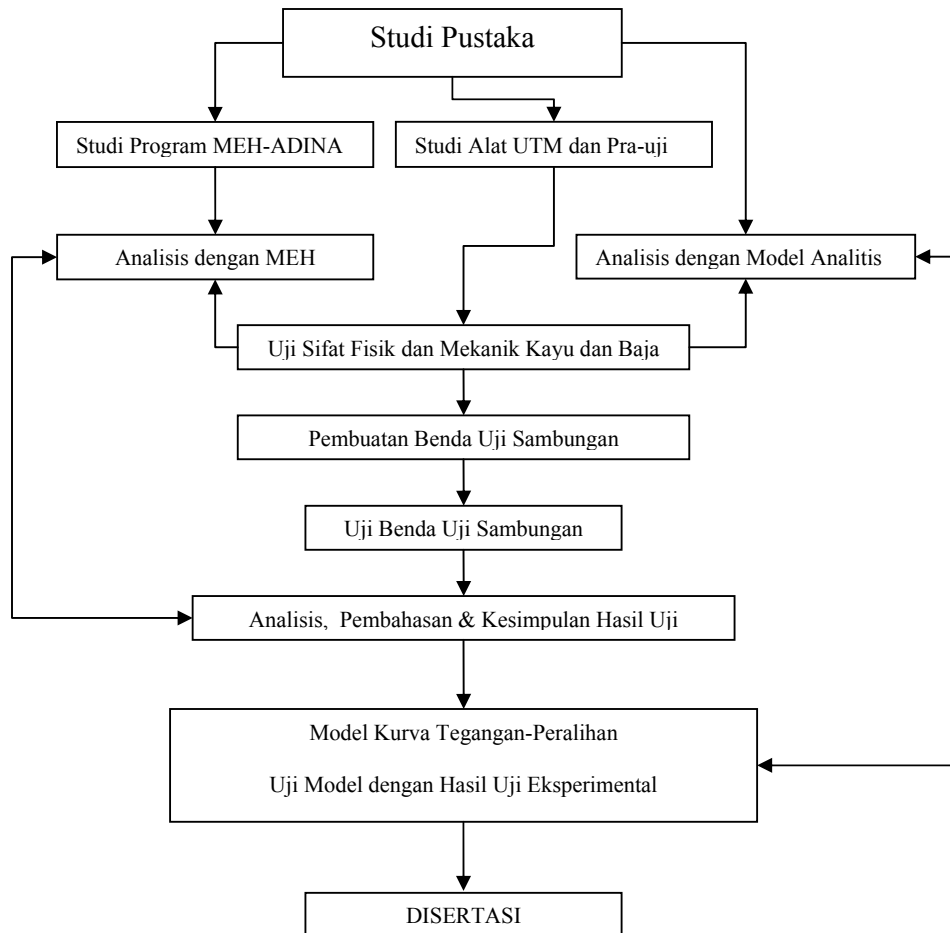 Studi Pustaka
Studi Program MEH-ADINA
Studi Alat UTM dan Pra-uji
Analisis dengan MEH
Analisis dengan Model Analitis
Uji Sifat Fisik dan Mekanik Kayu dan Baja
Pembuatan Benda Uji Sambungan
Uji Benda Uji Sambungan
Analisis, Pembahasan & Kesimpulan Hasil Uji
Model Kurva Tegangan-Peralihan
Uji Model dengan Hasil Uji Eksperimental
DISERTASI